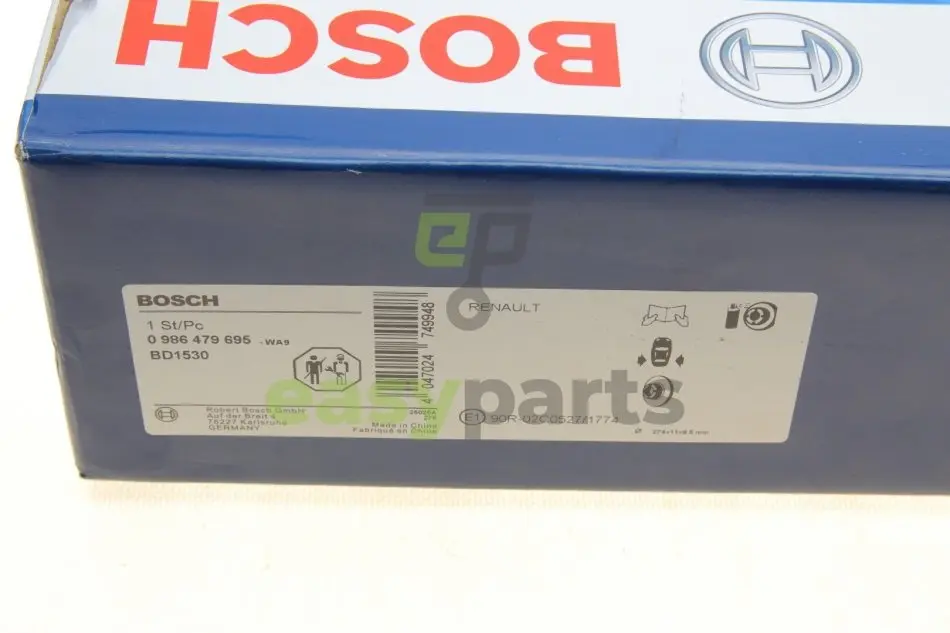 BOSCH
BOSCH
1 St/Pc
0 986 479 695 -WA9
BD1530
4 047024 749948
RENAULT
Robert Bosch GmbH
Auf der Breit 4
76227 Karlsruhe
GERMANY
Made in China
Fabriqué en Chine
E1 90R-02C0527/1774
easyparts